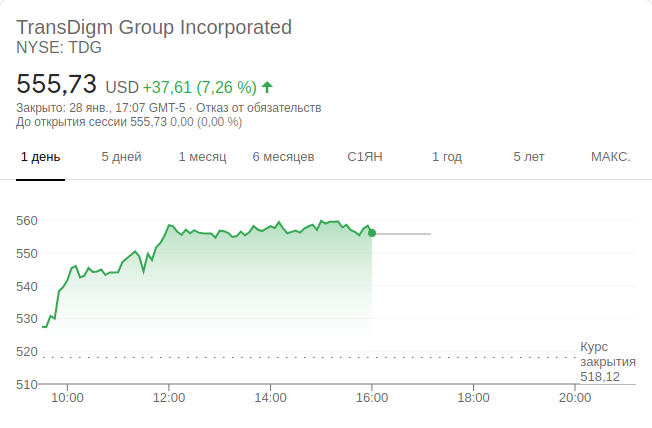 TransDigm Group Incorporated
NYSE: TDG
555,73 USD +37,61 (7,26 %)
Закрыто: 28 янв., 17:07 GMT-5 · Отказ от обязательств
До открытия сессии 555,73 0,00 (0,00 %)
1 день 5 дней 1 месяц 6 месяцев С1ЯН 1 год 5 лет МАКС.
560
550
540
530
520
510
Курс
закрытия
518,12
10:00 12:00 14:00 16:00 18:00 20:00